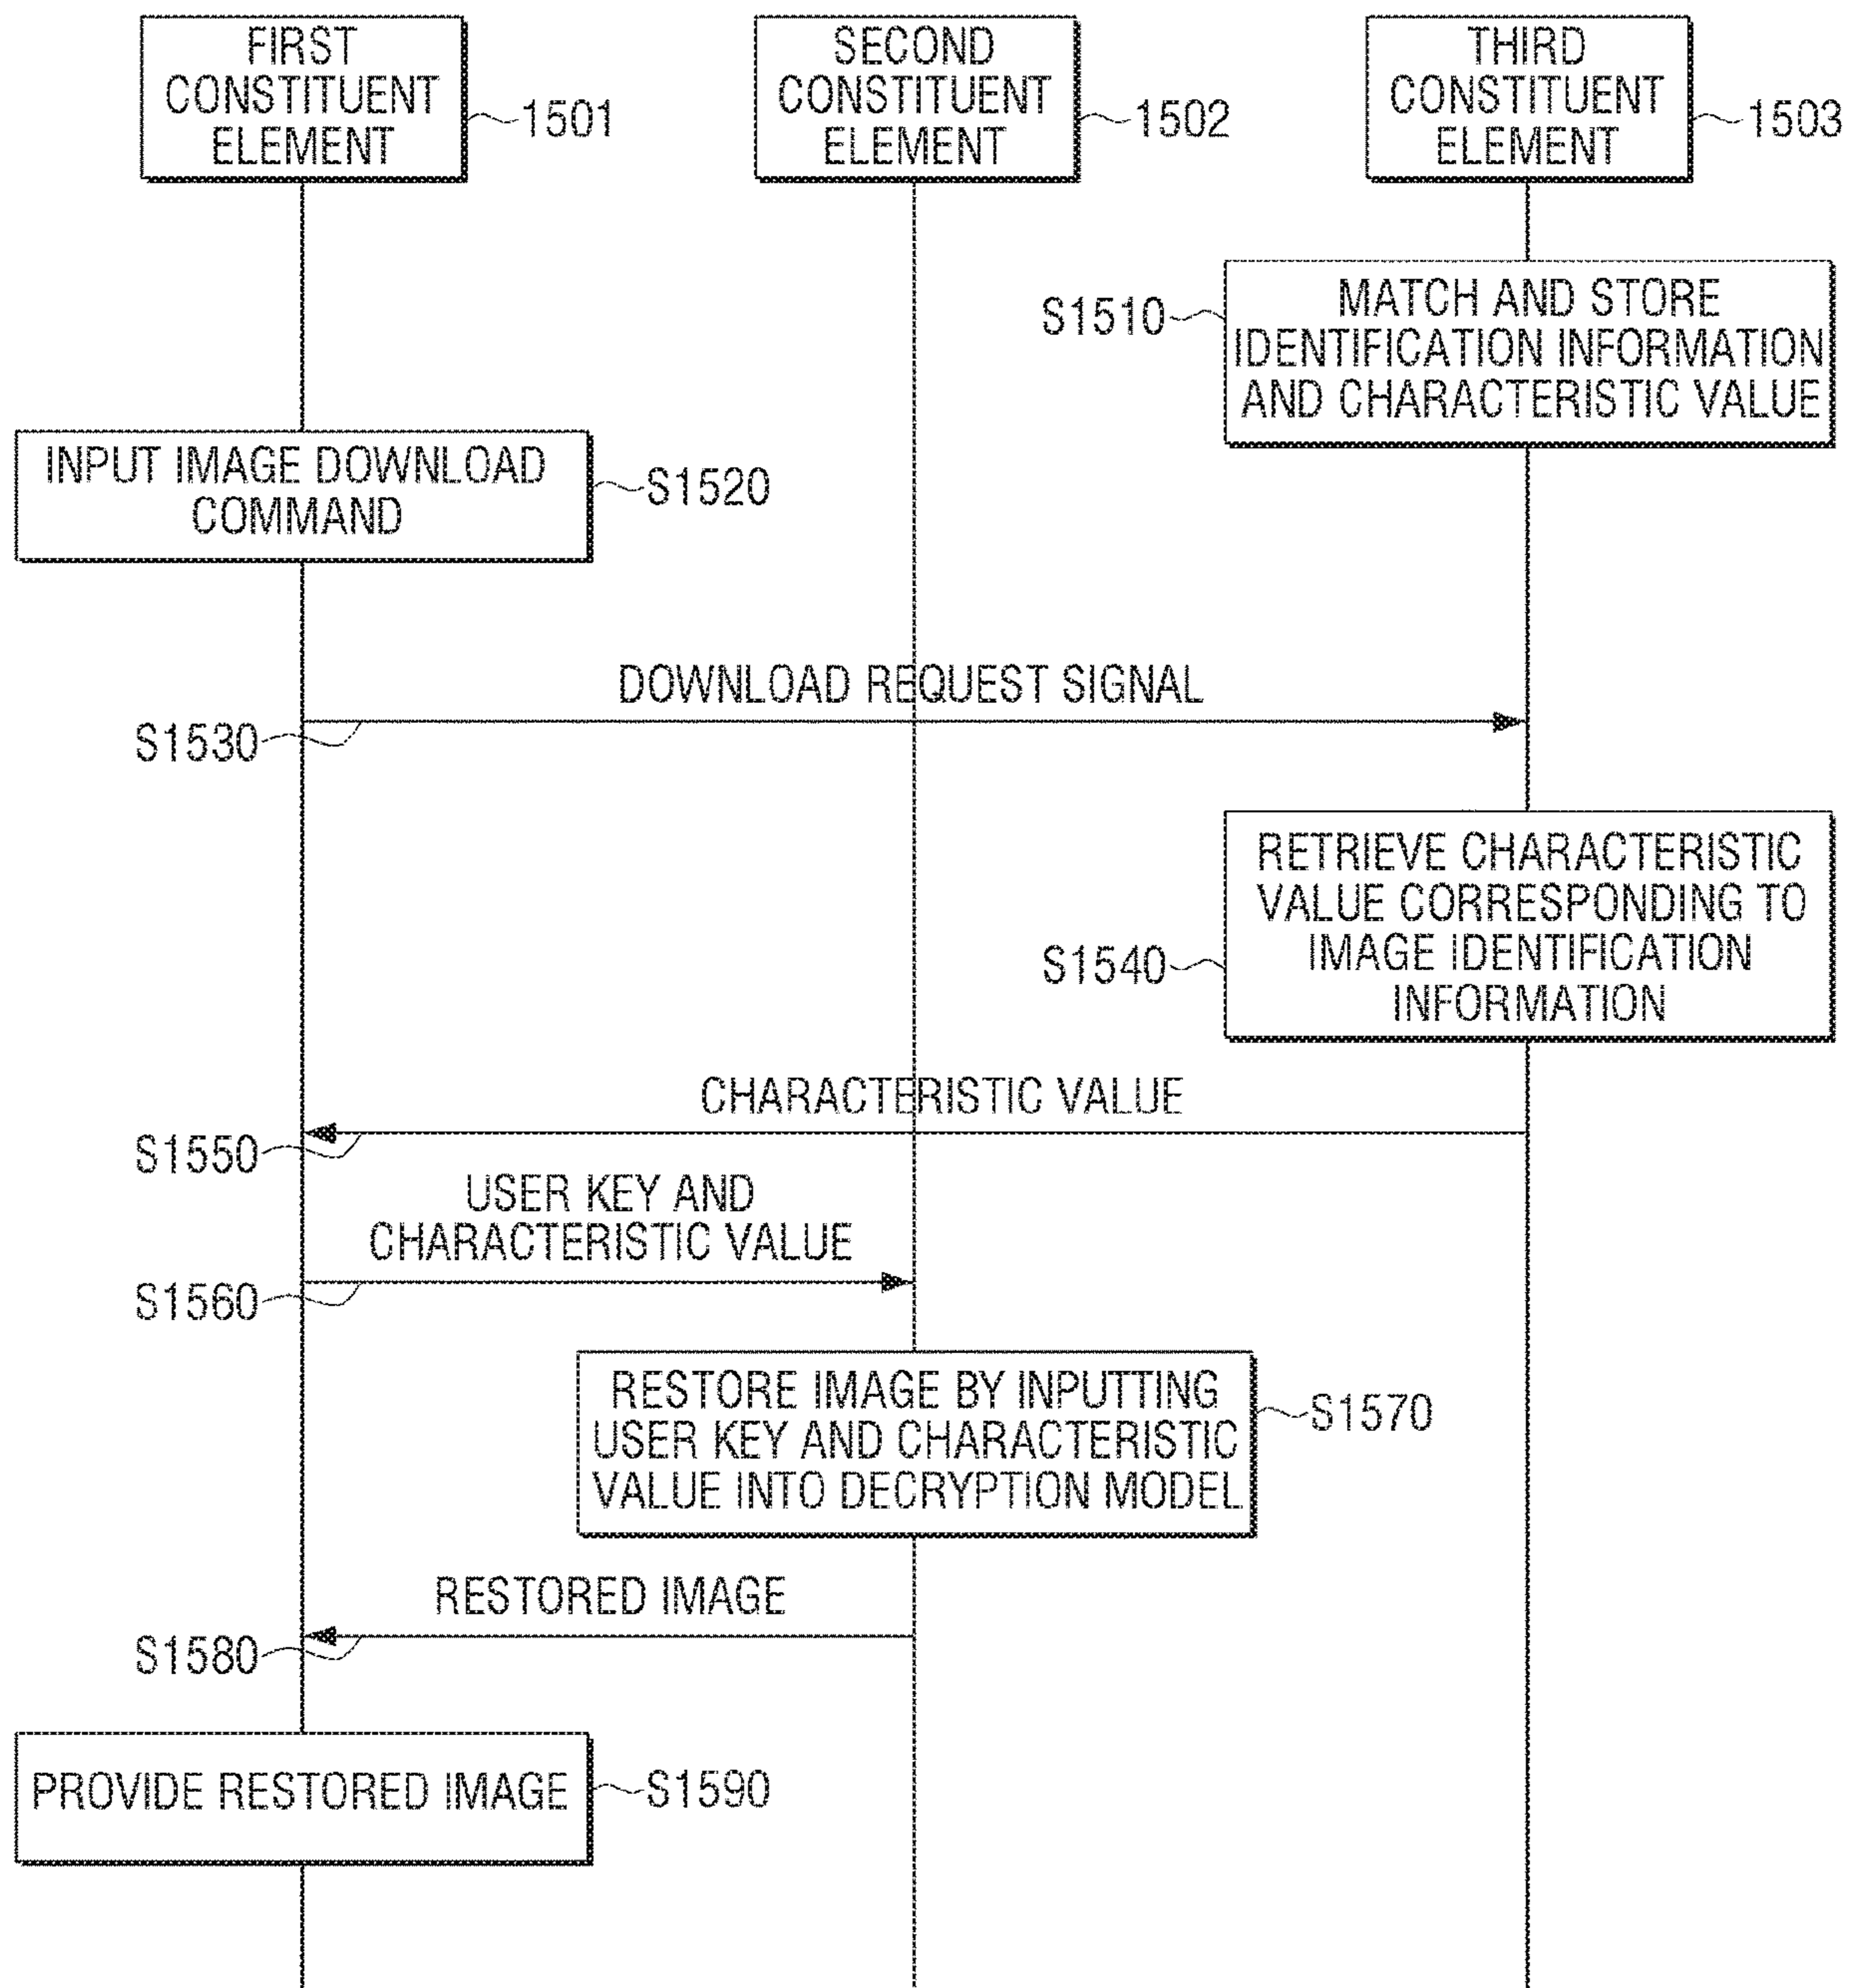 FIRST
CONSTITUENT
ELEMENT
1501
SECOND
CONSTITUENT
ELEMENT
1502
THIRD
CONSTITUENT
ELEMENT
1503
S1510
MATCH AND STORE
IDENTIFICATION INFORMATION
AND CHARACTERISTIC VALUE
INPUT IMAGE DOWNLOAD
COMMAND
S1520
DOWNLOAD REQUEST SIGNAL
S1530
RETRIEVE CHARACTERISTIC
VALUE CORRESPONDING TO
IMAGE IDENTIFICATION
INFORMATION
S1540
CHARACTERISTIC VALUE
S1550
USER KEY AND
CHARACTERISTIC VALUE
S1560
RESTORE IMAGE BY INPUTTING
USER KEY AND CHARACTERISTIC
VALUE INTO DECRYPTION MODEL
S1570
RESTORED IMAGE
S1580
PROVIDE RESTORED IMAGE
S1590